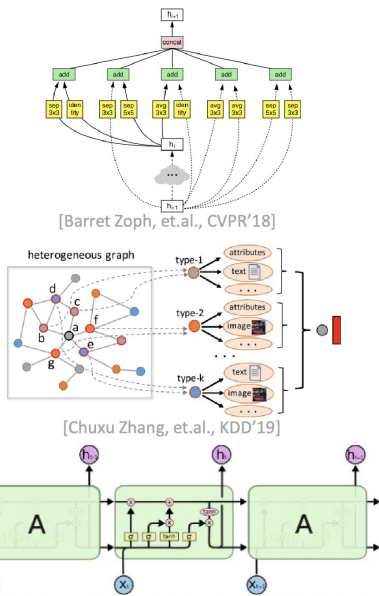 hᵢ₊₁
concat
add add add add add
sep 3x3 iden tity sep 3x3 sep 5x5 avg 3x3 iden tity avg 3x3 avg 3x3 sep 5x5 sep 3x3
hᵢ
...
hᵢ₋₁
[Barret Zoph, et.al., CVPR'18]
heterogeneous graph
type-1
attributes
text
...
d
c
a
f
b
e
g
type-2
attributes
image
...
...
type-k
text
image
...
[Chuxu Zhang, et.al., KDD'19]
hₜ₋₁ hₜ hₜ₊₁
A A
x + tanh
x x
σ σ tanh σ
xₜ xₜ₊₁